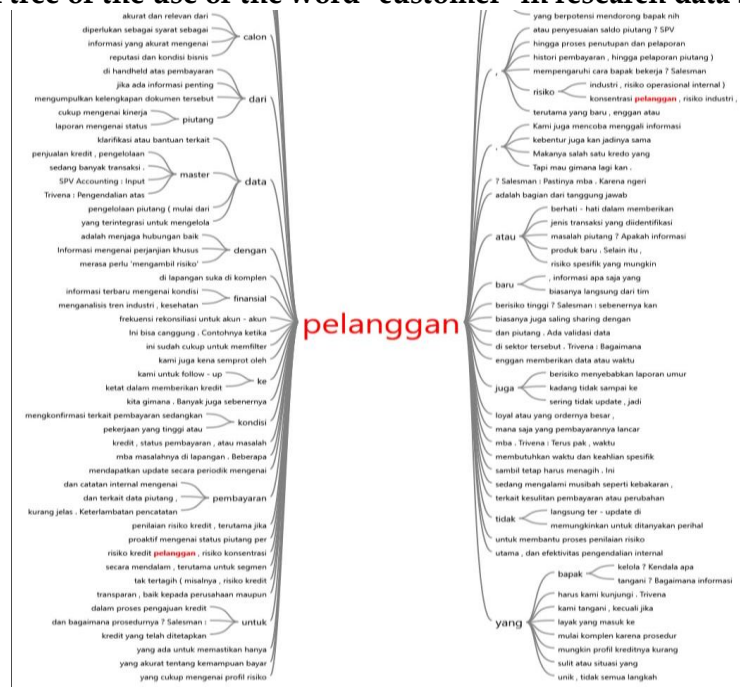 akurat dan relevan dari
diperlukan sebagai syarat sebagai
calon
informasi yang akurat mengenai
reputasi dan kondisi bisnis
di handheld atas pembayaran
jika ada informasi penting
mengumpulkan kelengkapan dokumen tersebut
dari
cukup mengenai kinerja
piutang
laporan mengenai status
klarifikasi atau bantuan terkait
penjualan kredit , pengelolaan
sedang banyak transaksi .
master
SPV Accounting : Input
data
Trivena : Pengendalian atas
pengelolaan piutang ( mulai dari
yang terintegrasi untuk mengelola
adalah menjaga hubungan baik
Informasi mengenai perjanjian khusus
dengan
merasa perlu 'mengambil risiko'
di lapangan suka di komplen
informasi terbaru mengenai kondisi
finansial
menganalisis tren industri , kesehatan
frekuensi rekonsiliasi untuk akun - akun
Ini bisa canggung . Contohnya ketika
ini sudah cukup untuk memfilter
kami juga kena semprot oleh
kami untuk follow - up
ke
ketat dalam memberikan kredit
kita gimana . Banyak juga sebenernya
mengkonfirmasi terkait pembayaran sedangkan
kondisi
pekerjaan yang tinggi atau
kredit , status pembayaran , atau masalah
mba masalahnya di lapangan . Beberapa
mendapatkan update secara periodik mengenai
dan catatan internal mengenai
dan terkait data piutang ,
pembayaran
kurang jelas . Keterlambatan pencatatan
penilaian risiko kredit , terutama jika
proaktif mengenai status piutang per
risiko kredit pelanggan , risiko konsentrasi
secara mendalam , terutama untuk segmen
tak tertagih ( misalnya , risiko kredit
transparan , baik kepada perusahaan maupun
dalam proses pengajuan kredit
dan bagaimana prosedurnya ? Salesman :
untuk
kredit yang telah ditetapkan
yang ada untuk memastikan hanya
yang akurat tentang kemampuan bayar
yang cukup mengenai profil risiko
pelanggan
yang berpotensi mendorong bapak nih
atau penyesuaian saldo piutang ? SPV
hingga proses penutupan dan pelaporan
histori pembayaran , hingga pelaporan piutang )
,
mempengaruhi cara bapak bekerja ? Salesman
industri , risiko operasional internal )
risiko
konsentrasi pelanggan , risiko industri ,
terutama yang baru , enggan atau
Kami juga mencoba menggali informasi
kebentur juga kan jadinya sama
.
Makanya salah satu kredo yang
Tapi mau gimana lagi kan .
? Salesman : Pastinya mba . Karena ngeri
adalah bagian dari tanggung jawab
berhati - hati dalam memberikan
jenis transaksi yang diidentifikasi
atau
masalah piutang ? Apakah informasi
produk baru . Selain itu ,
risiko spesifik yang mungkin
, informasi apa saja yang
baru
biasanya langsung dari tim
berisiko tinggi ? Salesman : sebenernya kan
biasanya juga saling sharing dengan
dan piutang . Ada validasi data
di sektor tersebut . Trivena : Bagaimana
enggan memberikan data atau waktu
berisiko menyebabkan laporan umur
juga
kadang tidak sampai ke
sering tidak update , jadi
loyal atau yang ordernya besar ,
mana saja yang pembayarannya lancar
mba . Trivena : Terus pak , waktu
membutuhkan waktu dan keahlian spesifik
sambil tetap harus menagih . Ini
sedang mengalami musibah seperti kebakaran ,
terkait kesulitan pembayaran atau perubahan
langsung ter - update di
tidak
memungkinkan untuk ditanyakan perihal
untuk membantu proses penilaian risiko
utama , dan efektivitas pengendalian internal
kelola ? Kendala apa
bapak
tangani ? Bagaimana informasi
harus kami kunjungi . Trivena
kami tangani , kecuali jika
yang
layak yang masuk ke
mulai komplen karena prosedur
mungkin profil kreditnya kurang
sulit atau situasi yang
unik , tidak semua langkah